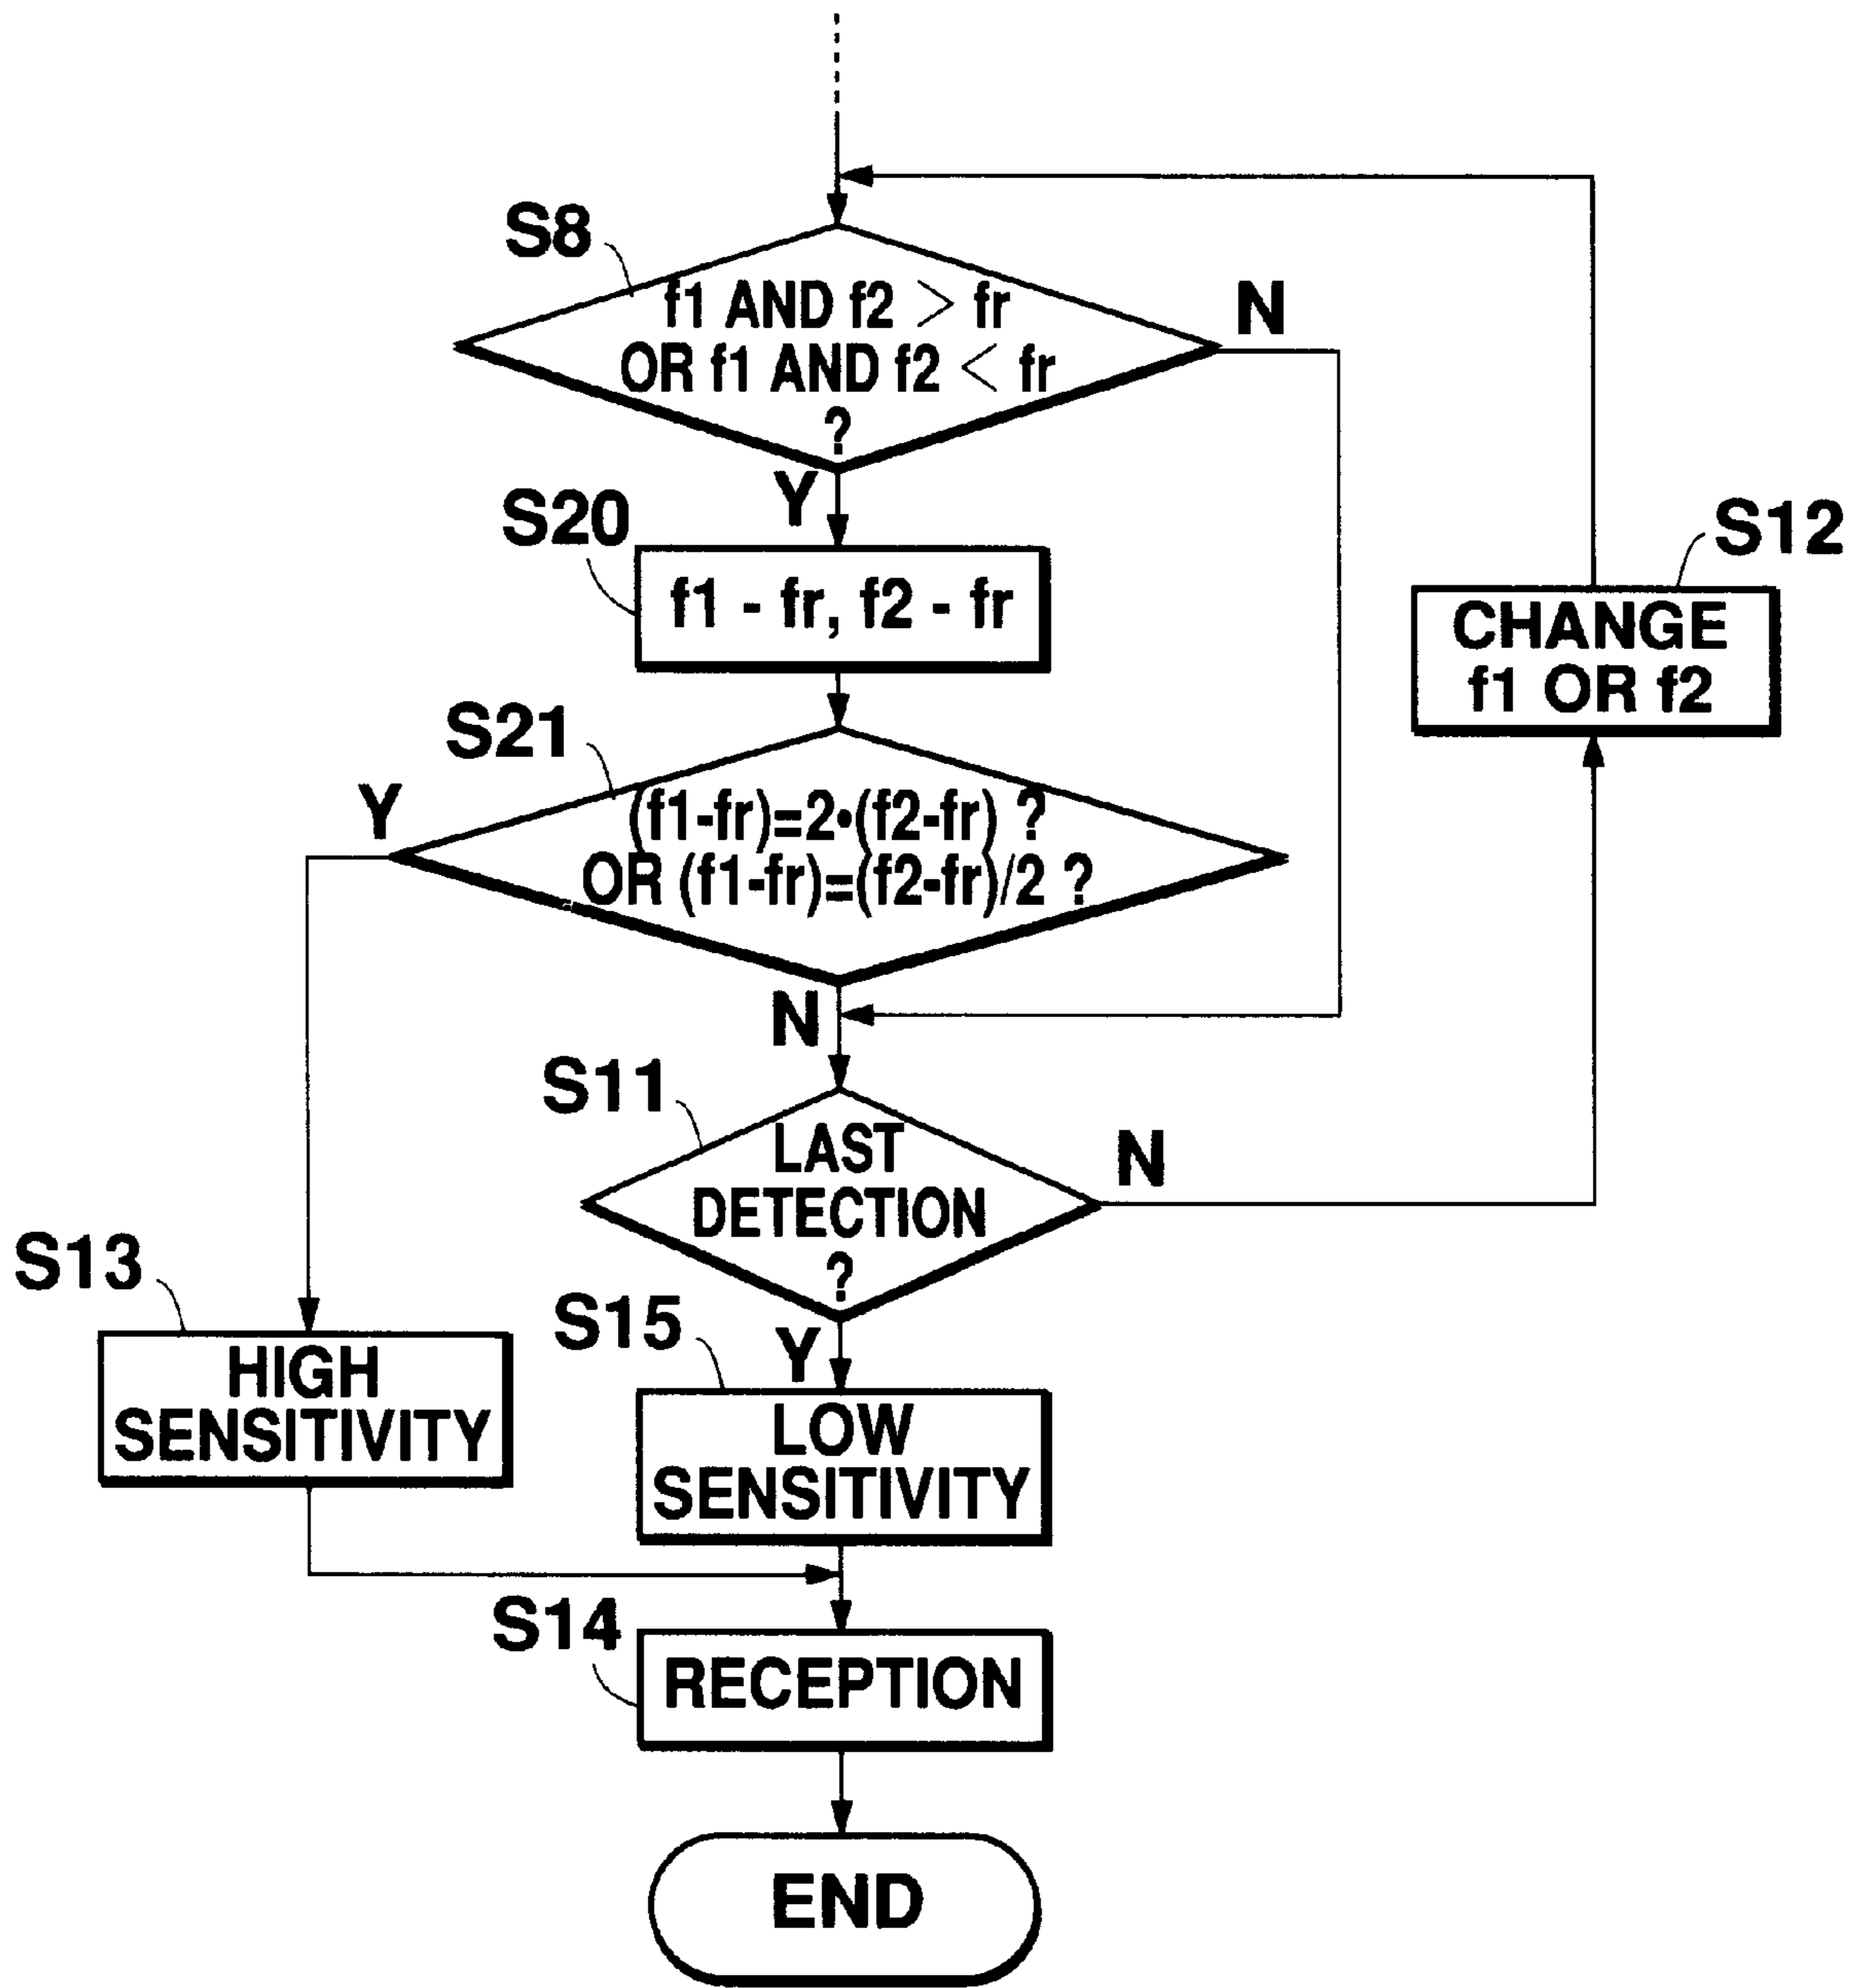 S8
f1 AND f2 > fr
OR f1 AND f2 < fr
?
N
Y
S20
f1 - fr, f2 - fr
S12
CHANGE
f1 OR f2
S21
Y
(f1-fr)=2•(f2-fr) ?
OR (f1-fr)=(f2-fr)/2 ?
N
S11
LAST
DETECTION
?
N
Y
S13
HIGH
SENSITIVITY
S15
LOW
SENSITIVITY
S14
RECEPTION
END